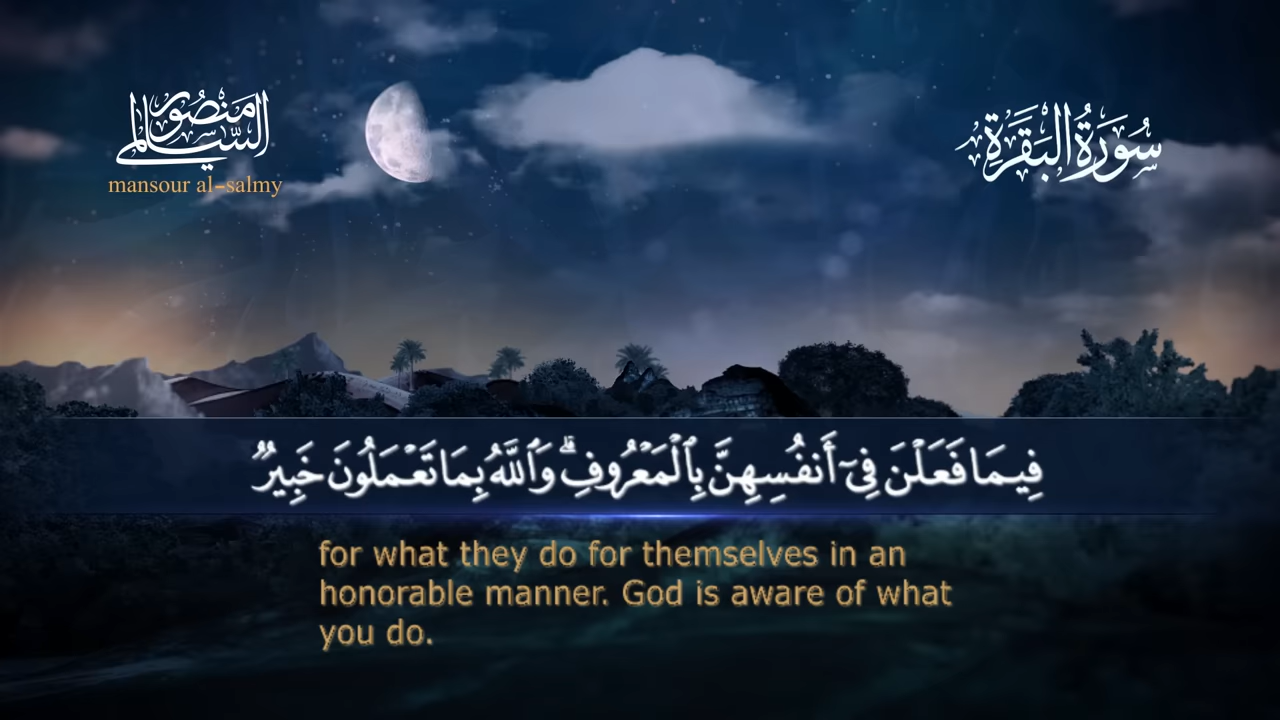 منصور
السالمي
mansour al-salmy
سُورَةُ البَقَرَةِ
فِيمَا فَعَلْنَ فِىٓ أَنفُسِهِنَّ بِٱلْمَعْرُوفِ ۗ وَٱللَّهُ بِمَا تَعْمَلُونَ خَبِيرٌ
for what they do for themselves in an
honorable manner. God is aware of what
you do.